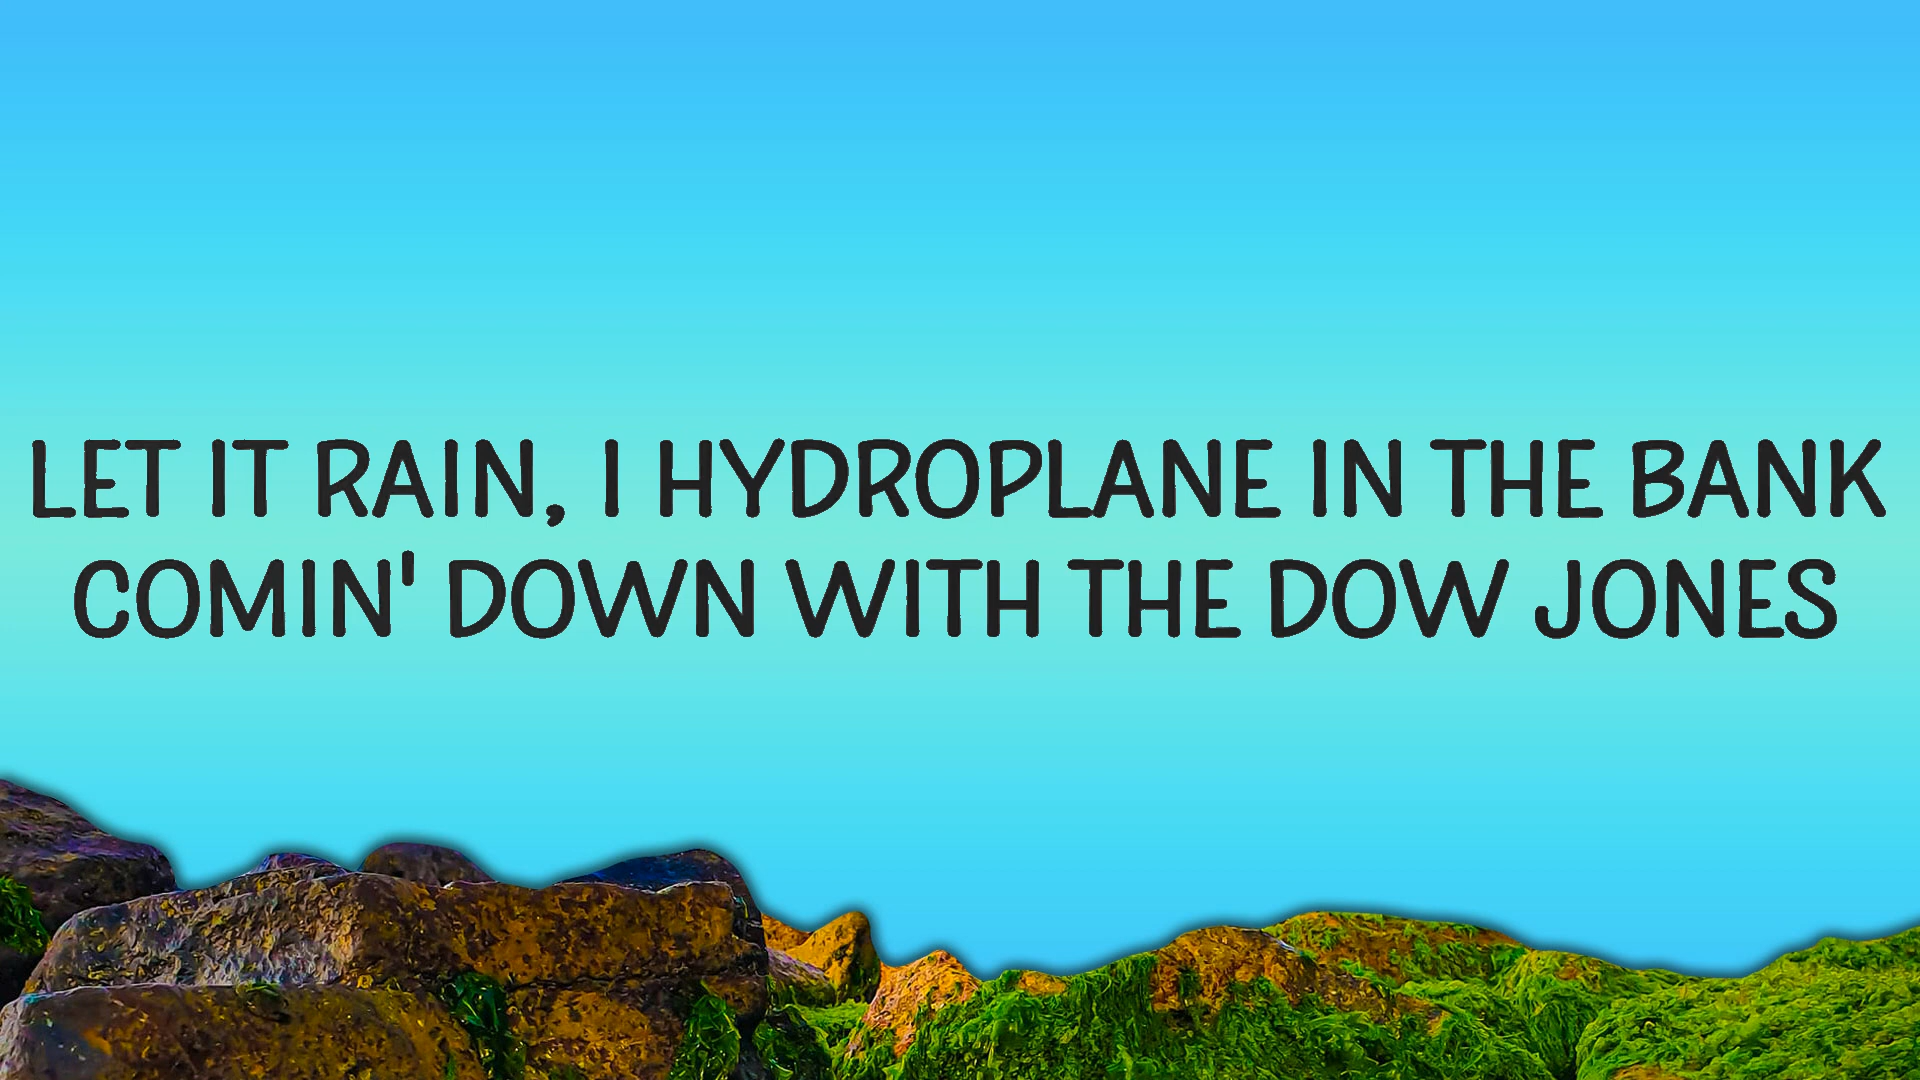 LET IT RAIN, I HYDROPLANE IN THE BANK
COMIN' DOWN WITH THE DOW JONES